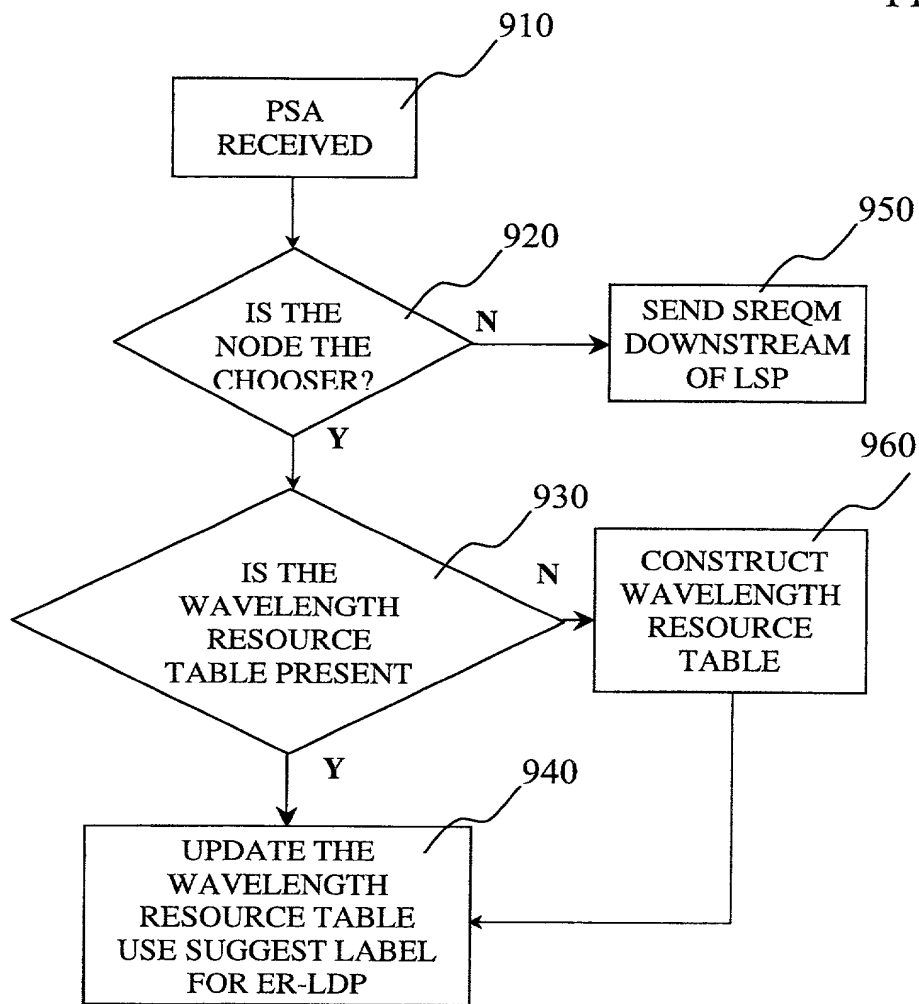 910
PSA
RECEIVED
920
950
IS THE
NODE THE
CHOOSER?
N
SEND SREQM
DOWNSTREAM
OF LSP
Y
960
930
IS THE
WAVELENGTH
RESOURCE
TABLE PRESENT
N
CONSTRUCT
WAVELENGTH
RESOURCE
TABLE
Y
940
UPDATE THE
WAVELENGTH
RESOURCE TABLE
USE SUGGEST LABEL
FOR ER-LDP